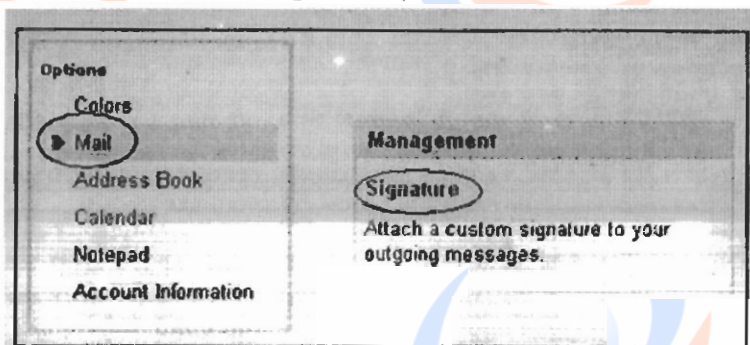 Options
Colors
Mail
Address Book
Calendar
Notepad
Account Information
Management
Signature
Attach a custom signature to your
outgoing messages.